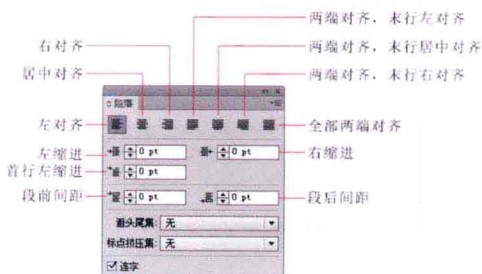 两端对齐，末行左对齐
右对齐
两端对齐，末行居中对齐
居中对齐
两端对齐，末行右对齐
段落
左对齐
全部两端对齐
左缩进
0 pt
0 pt
右缩进
首行左缩进
0 pt
段前间距
0 pt
0 pt
段后间距
避头尾集: 无
标点挤压集: 无
连字